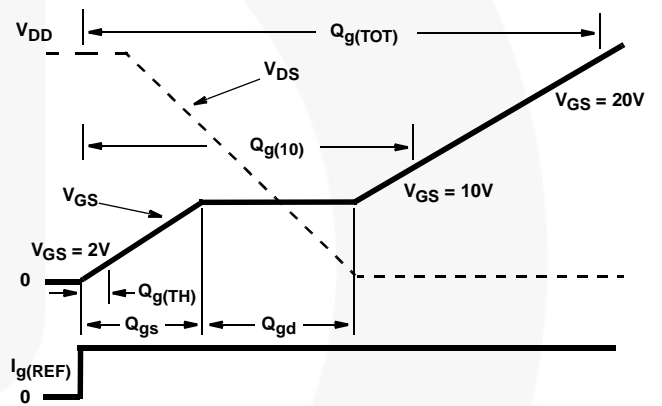 V_DD
Q_g(TOT)
V_DS
V_GS = 20V
Q_g(10)
V_GS
V_GS = 10V
V_GS = 2V
0
Q_g(TH)
Q_gs
Q_gd
I_g(REF)
0